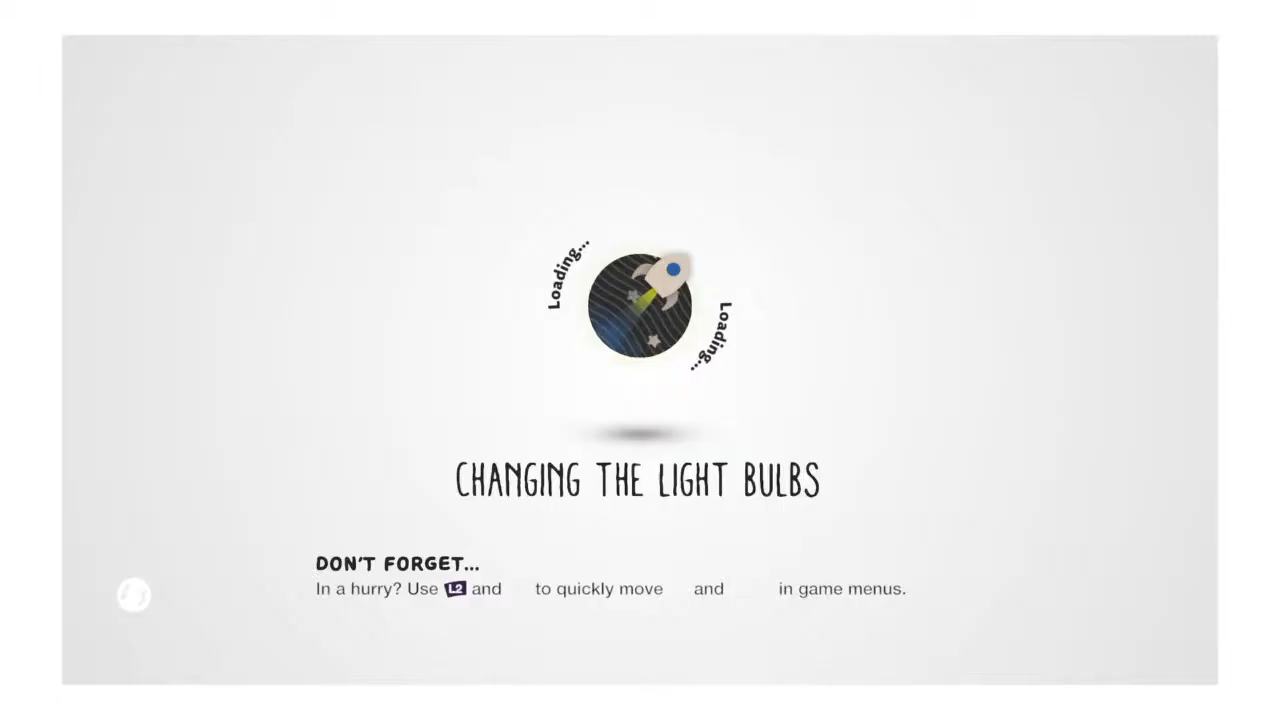 Loading...
Loading...
CHANGING THE LIGHT BULBS
DON'T FORGET...
In a hurry? Use L2 and to quickly move and in game menus.